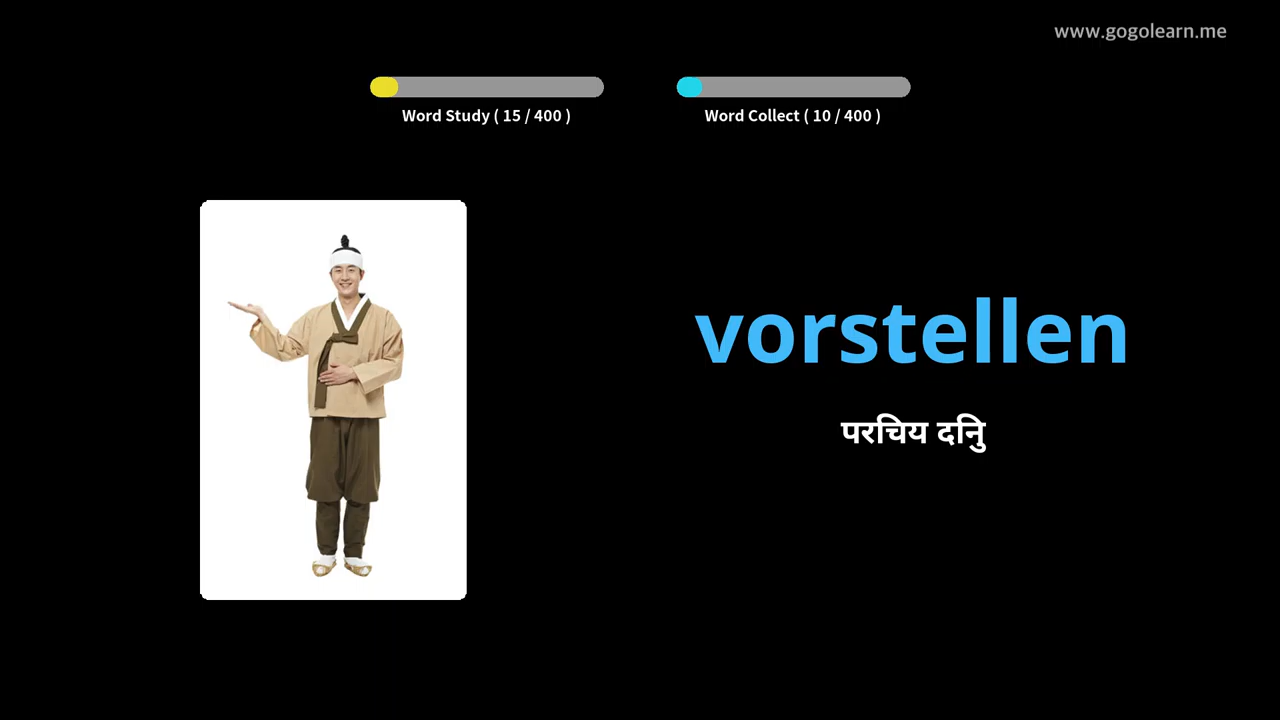 www.gogolearn.me
Word Study ( 15 / 400 )
Word Collect ( 10 / 400 )
vorstellen
परिचय दिनु